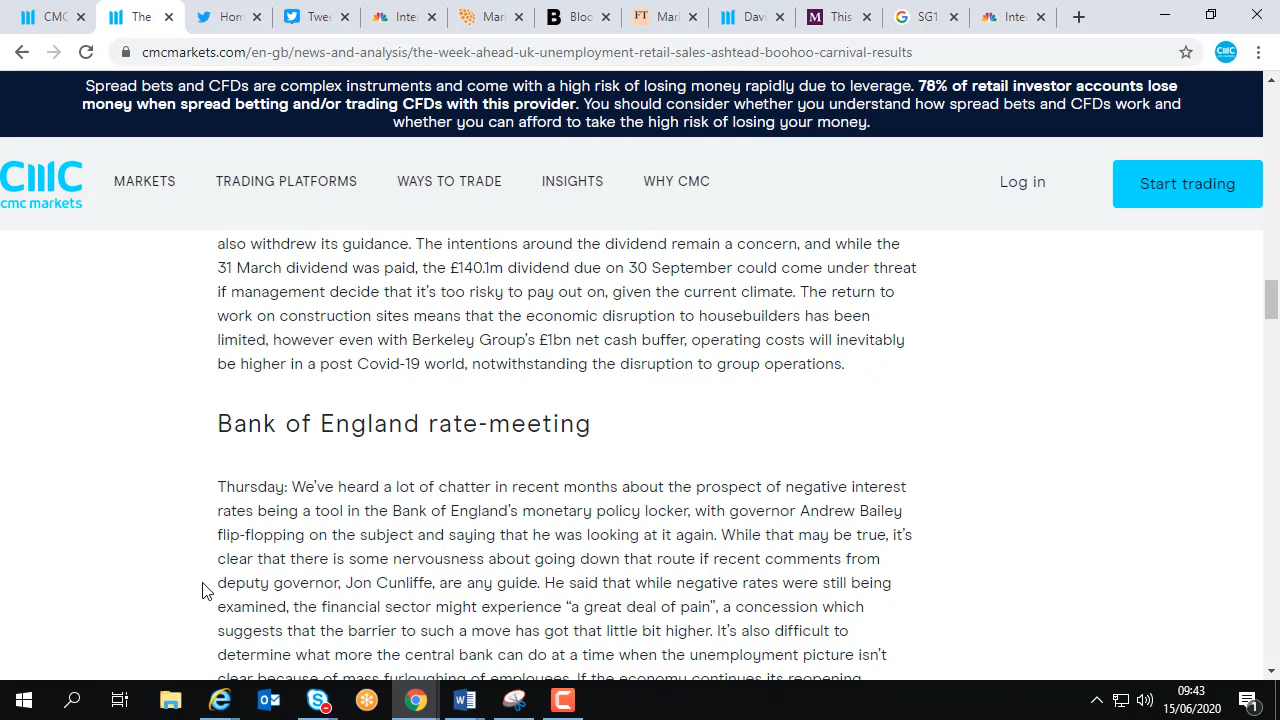 CMC
The
Hom
Twee
Inte
Mar
Bloo
FT
Mar
Davi
M
This
SG1
Inte
cmcmarkets.com/en-gb/news-and-analysis/the-week-ahead-uk-unemployment-retail-sales-ashtead-boohoo-carnival-results
Spread bets and CFDs are complex instruments and come with a high risk of losing money rapidly due to leverage. 78% of retail investor accounts lose
money when spread betting and/or trading CFDs with this provider. You should consider whether you understand how spread bets and CFDs work and
whether you can afford to take the high risk of losing your money.
cmc
cmc markets
MARKETS
TRADING PLATFORMS
WAYS TO TRADE
INSIGHTS
WHY CMC
Log in
Start trading
also withdrew its guidance. The intentions around the dividend remain a concern, and while the
31 March dividend was paid, the £140.1m dividend due on 30 September could come under threat
if management decide that it's too risky to pay out on, given the current climate. The return to
work on construction sites means that the economic disruption to housebuilders has been
limited, however even with Berkeley Group's £1bn net cash buffer, operating costs will inevitably
be higher in a post Covid-19 world, notwithstanding the disruption to group operations.
Bank of England rate-meeting
Thursday: We've heard a lot of chatter in recent months about the prospect of negative interest
rates being a tool in the Bank of England's monetary policy locker, with governor Andrew Bailey
flip-flopping on the subject and saying that he was looking at it again. While that may be true, it's
clear that there is some nervousness about going down that route if recent comments from
deputy governor, Jon Cunliffe, are any guide. He said that while negative rates were still being
examined, the financial sector might experience “a great deal of pain”, a concession which
suggests that the barrier to such a move has got that little bit higher. It's also difficult to
determine what more the central bank can do at a time when the unemployment picture isn't
clear because of mass furloughing of employees. If the economy continues its reopening
09:43
15/06/2020